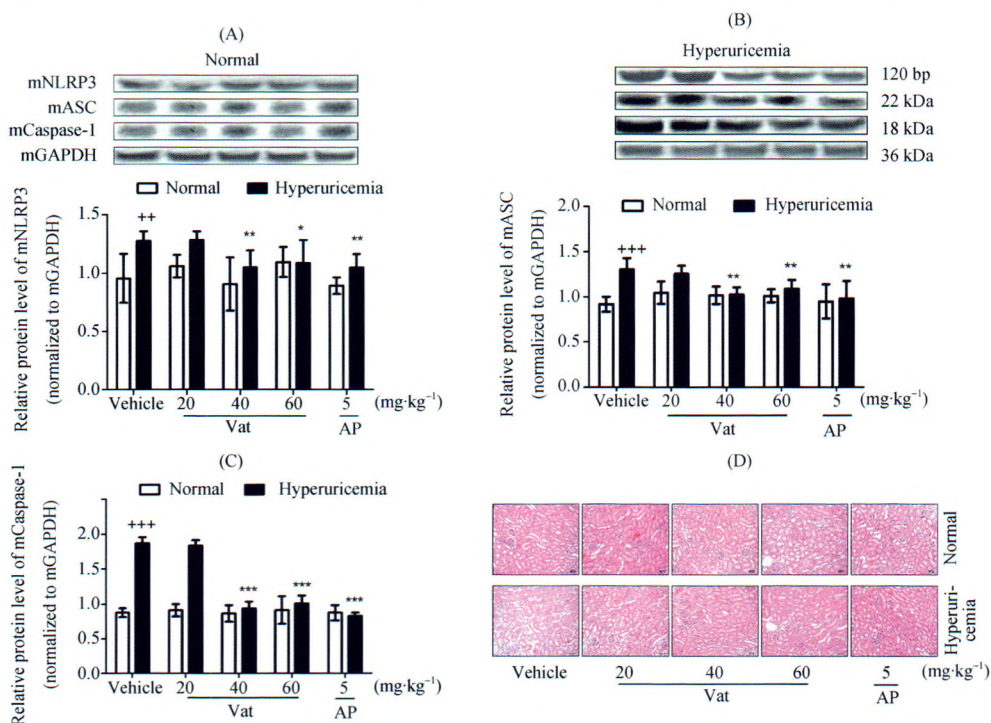 (A)
Normal
mNLRP3
mASC
mCaspase-1
mGAPDH
Normal Hyperuricemia
Relative protein level of mNLRP3
(normalized to mGAPDH)
1.5
1.0
0.5
0.0
++
**
*
**
Vehicle 20 40 60 5 (mg·kg⁻¹)
Vat AP
(B)
Hyperuricemia
120 bp
22 kDa
18 kDa
36 kDa
Normal Hyperuricemia
Relative protein level of mASC
(normalized to mGAPDH)
2.0
1.5
1.0
0.5
0.0
+++
**
**
**
Vehicle 20 40 60 5 (mg·kg⁻¹)
Vat AP
(C)
Normal Hyperuricemia
Relative protein level of mCaspase-1
(normalized to mGAPDH)
2.0
1.5
1.0
0.5
0.0
+++
***
***
***
Vehicle 20 40 60 5 (mg·kg⁻¹)
Vat AP
(D)
Normal
Hyperuri-
cemia
Vehicle 20 40 60 5 (mg·kg⁻¹)
Vat AP